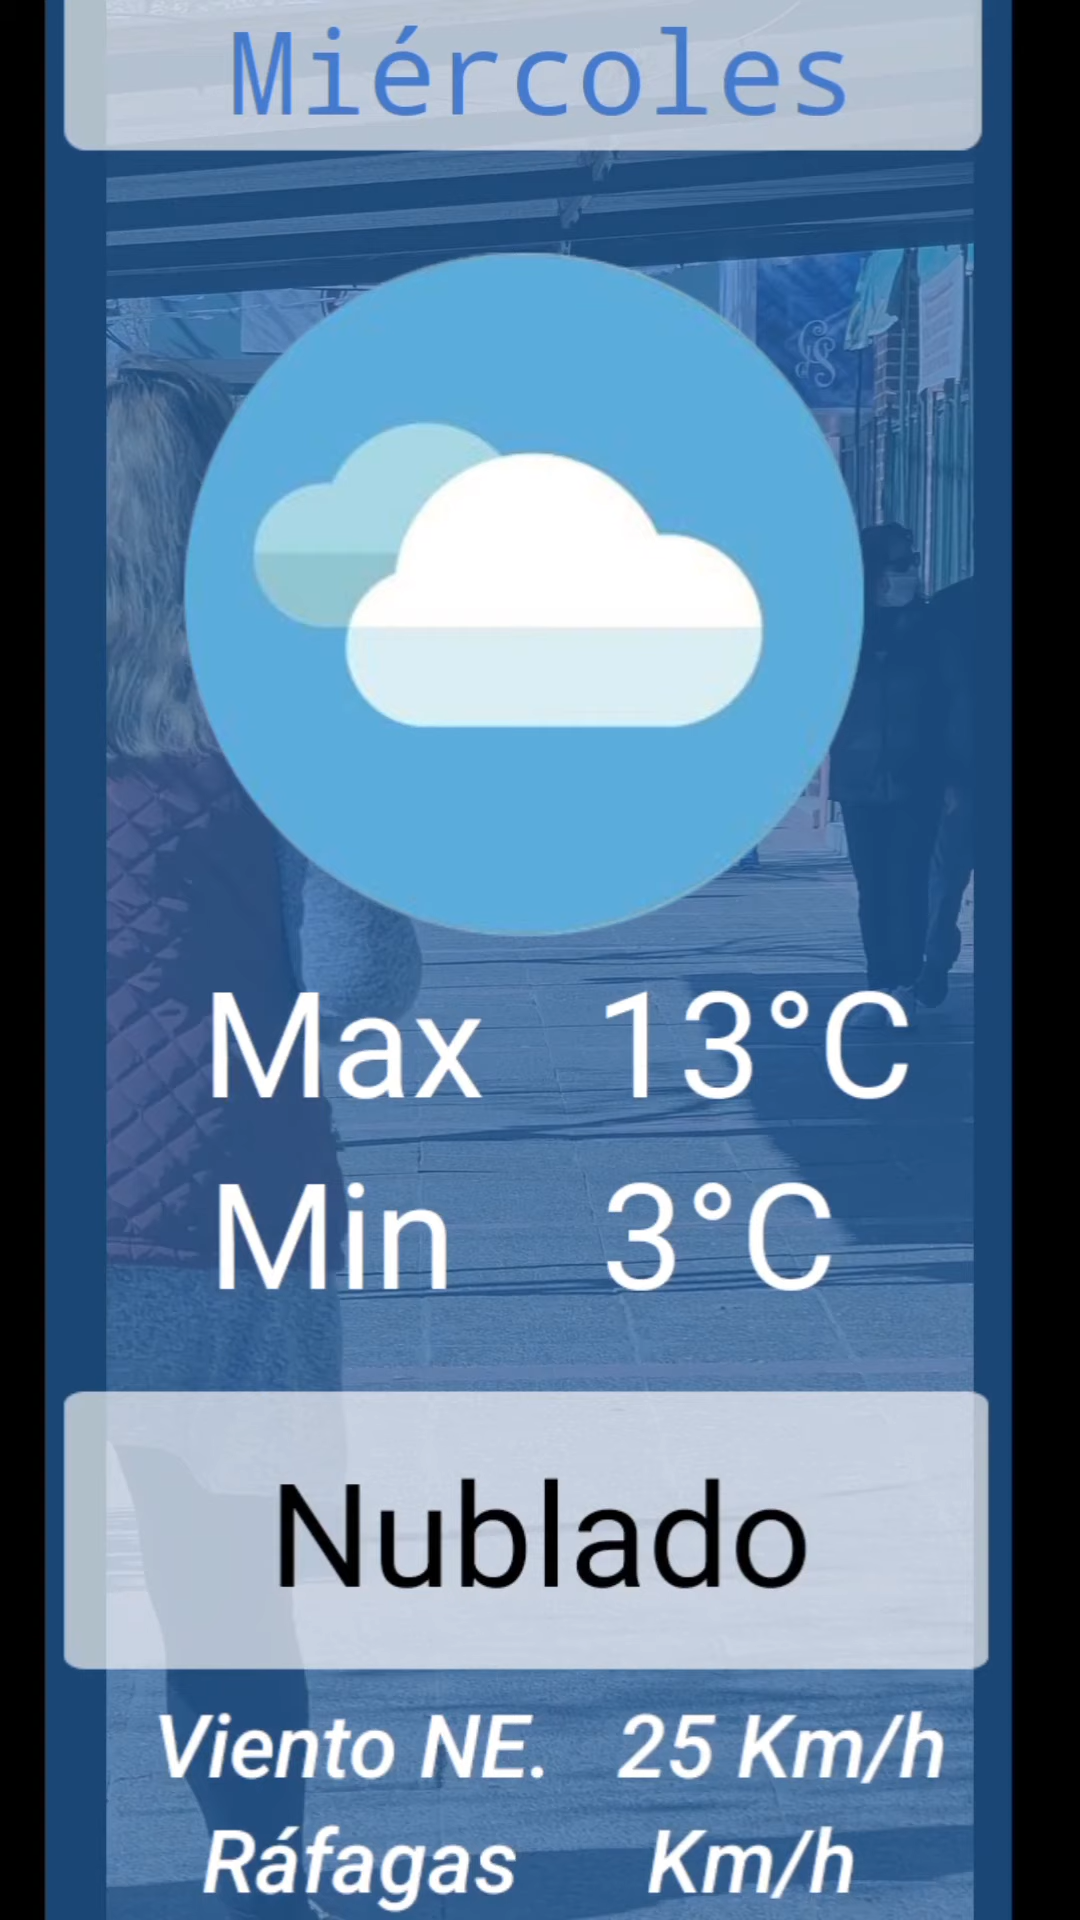 Miércoles
Max 13°C
Min 3°C
Nublado
Viento NE. 25 Km/h
Ráfagas Km/h